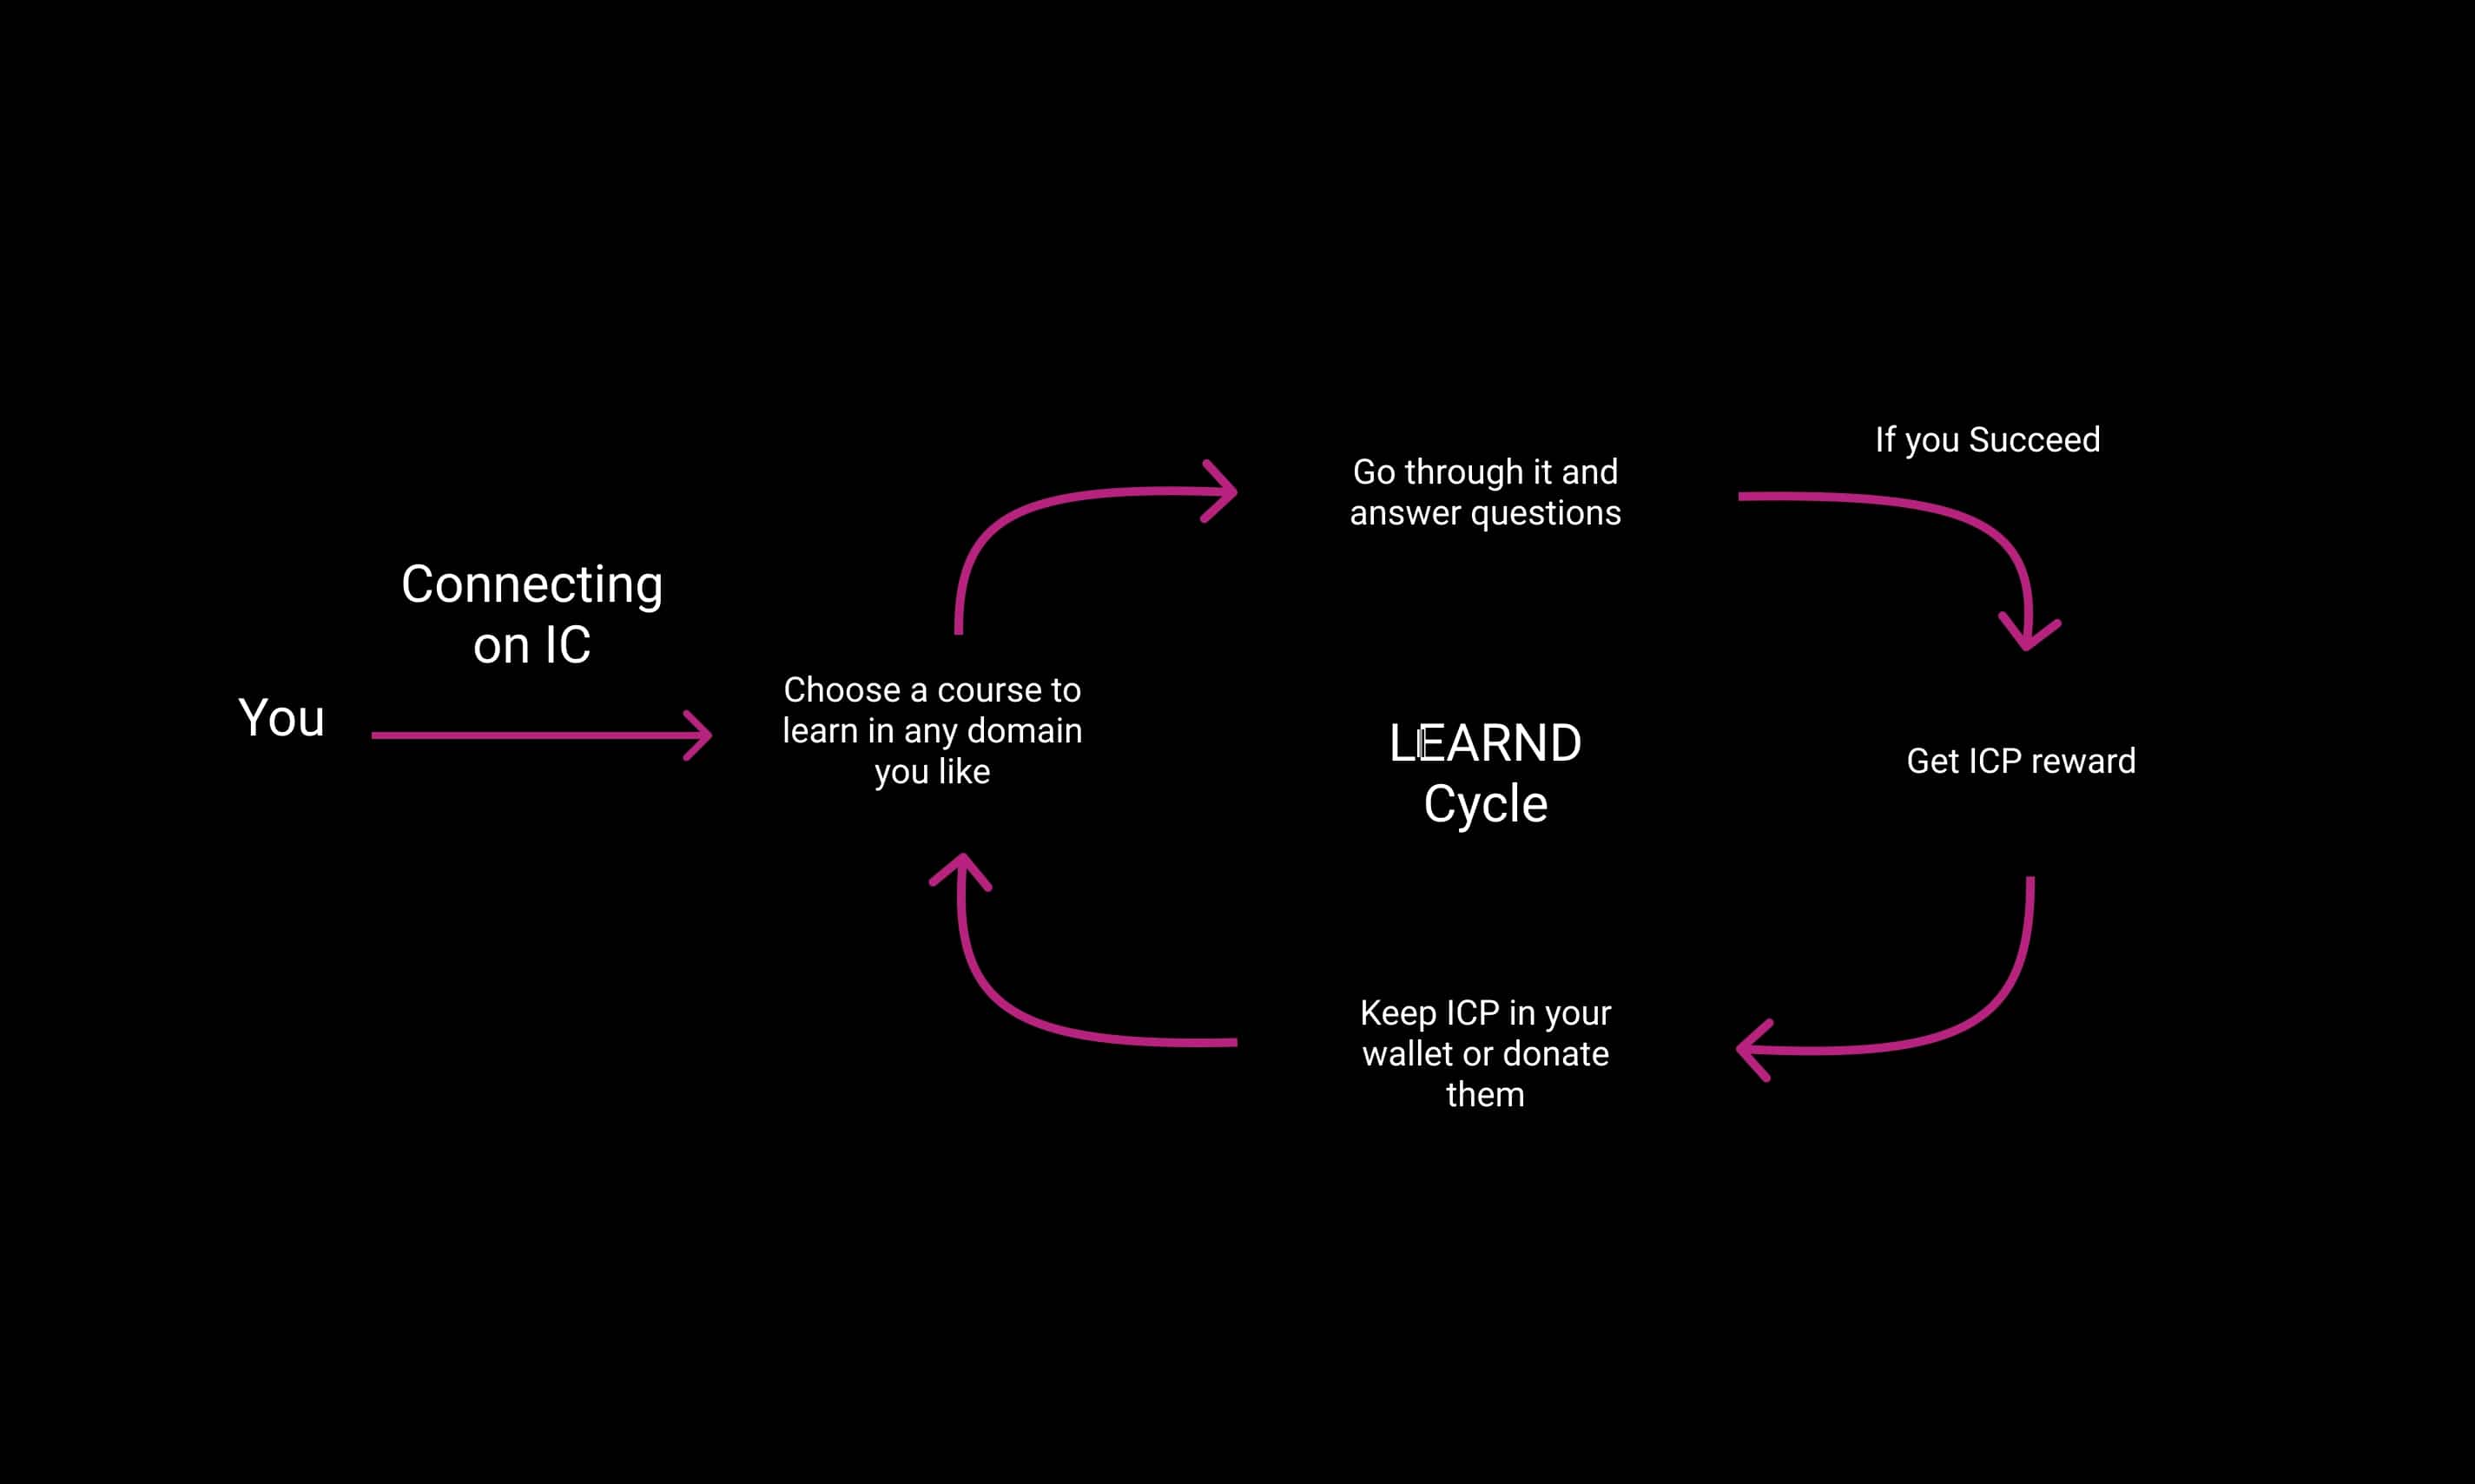 You
Connecting
on IC
Choose a course to
learn in any domain
you like
Go through it and
answer questions
If you Succeed
Get ICP reward
Keep ICP in your
wallet or donate
them
LEARND
Cycle